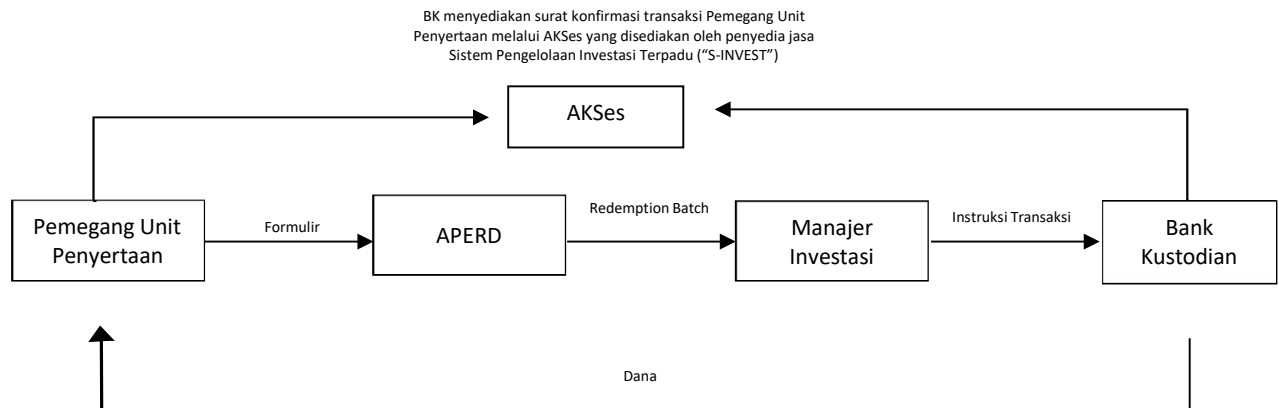 BK menyediakan surat konfirmasi transaksi Pemegang Unit
Penyertaan melalui AKSes yang disediakan oleh penyedia jasa
Sistem Pengelolaan Investasi Terpadu (“S-INVEST”)
AKSes
Pemegang Unit
Penyertaan
Formulir
APERD
Redemption Batch
Manajer
Investasi
Instruksi Transaksi
Bank
Kustodian
Dana